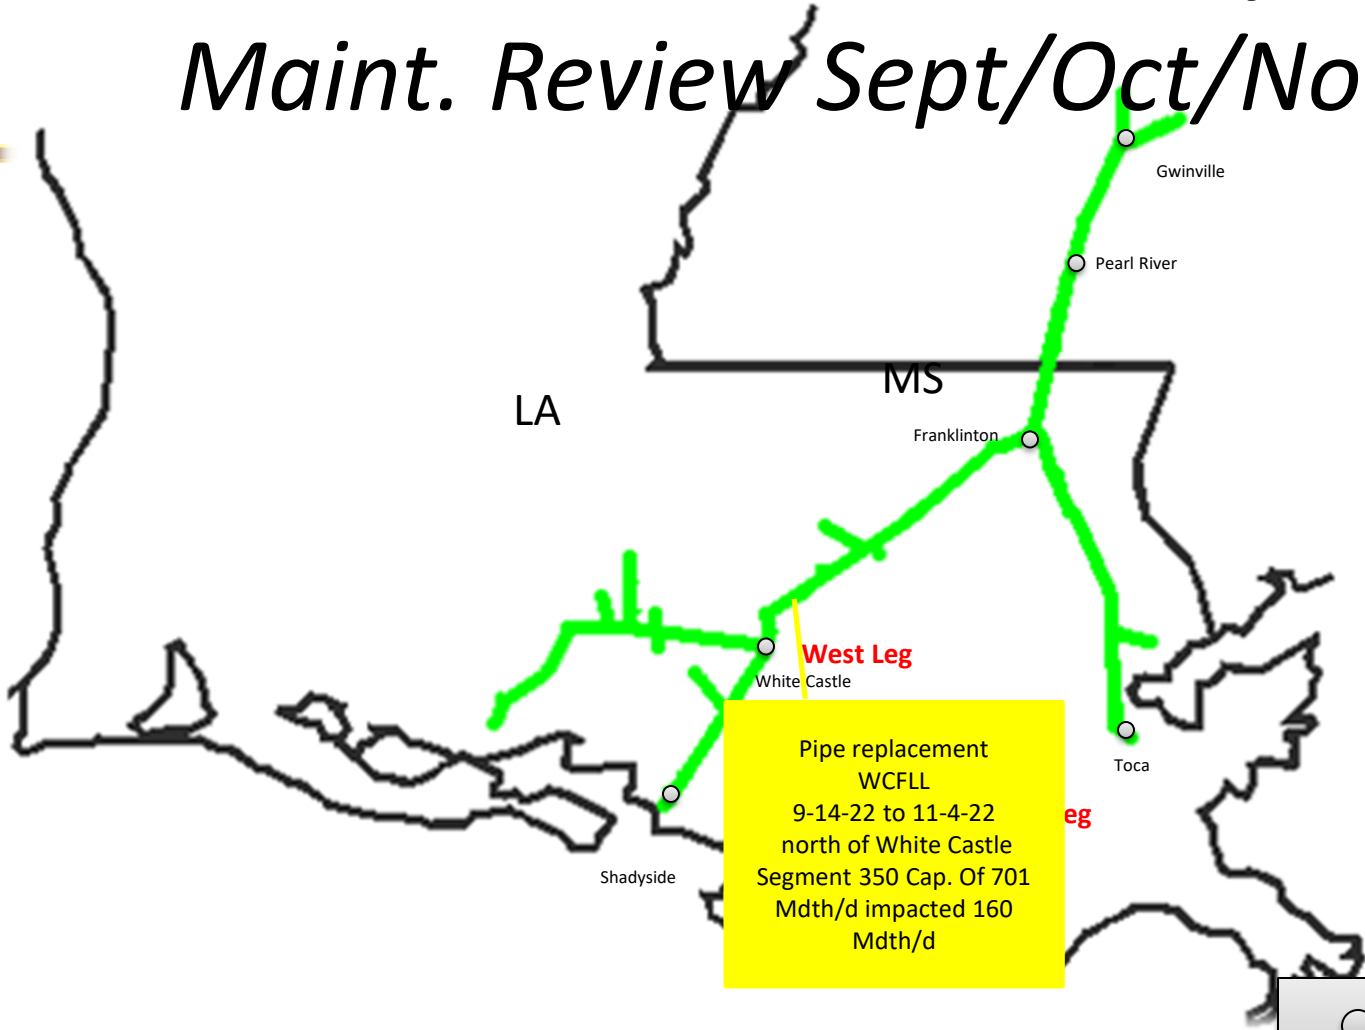 Maint. Review Sept/Oct/No
Gwinville
Pearl River
MS
LA
Franklinton
West Leg
White Castle
Pipe replacement
WCFLL
9-14-22 to 11-4-22
north of White Castle
Segment 350 Cap. Of 701
Mdth/d impacted 160
Mdth/d
Toca
eg
Shadyside